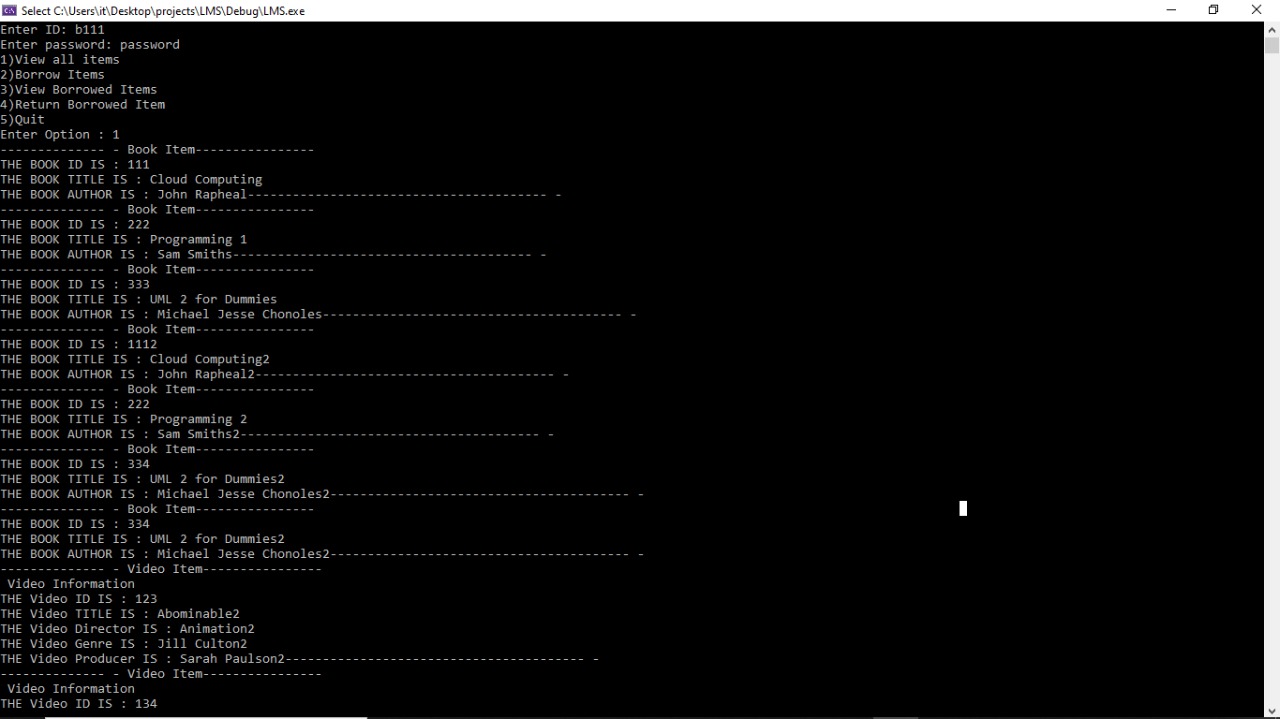 Select C:\Users\it\Desktop\projects\LMS\Debug\LMS.exe
Enter ID: b111
Enter password: password
1)View all items
2)Borrow Items
3)View Borrowed Items
4)Return Borrowed Item
5)Quit
Enter Option : 1
-------------- - Book Item----------------
THE BOOK ID IS : 111
THE BOOK TITLE IS : Cloud Computing
THE BOOK AUTHOR IS : John Rapheal---------------------------------------- -
-------------- - Book Item----------------
THE BOOK ID IS : 222
THE BOOK TITLE IS : Programming 1
THE BOOK AUTHOR IS : Sam Smiths---------------------------------------- -
-------------- - Book Item----------------
THE BOOK ID IS : 333
THE BOOK TITLE IS : UML 2 for Dummies
THE BOOK AUTHOR IS : Michael Jesse Chonoles---------------------------------------- -
-------------- - Book Item----------------
THE BOOK ID IS : 1112
THE BOOK TITLE IS : Cloud Computing2
THE BOOK AUTHOR IS : John Rapheal2---------------------------------------- -
-------------- - Book Item----------------
THE BOOK ID IS : 222
THE BOOK TITLE IS : Programming 2
THE BOOK AUTHOR IS : Sam Smiths2---------------------------------------- -
-------------- - Book Item----------------
THE BOOK ID IS : 334
THE BOOK TITLE IS : UML 2 for Dummies2
THE BOOK AUTHOR IS : Michael Jesse Chonoles2---------------------------------------- -
-------------- - Book Item----------------
THE BOOK ID IS : 334
THE BOOK TITLE IS : UML 2 for Dummies2
THE BOOK AUTHOR IS : Michael Jesse Chonoles2---------------------------------------- -
-------------- - Video Item----------------
Video Information
THE Video ID IS : 123
THE Video TITLE IS : Abominable2
THE Video Director IS : Animation2
THE Video Genre IS : Jill Culton2
THE Video Producer IS : Sarah Paulson2---------------------------------------- -
-------------- - Video Item----------------
Video Information
THE Video ID IS : 134